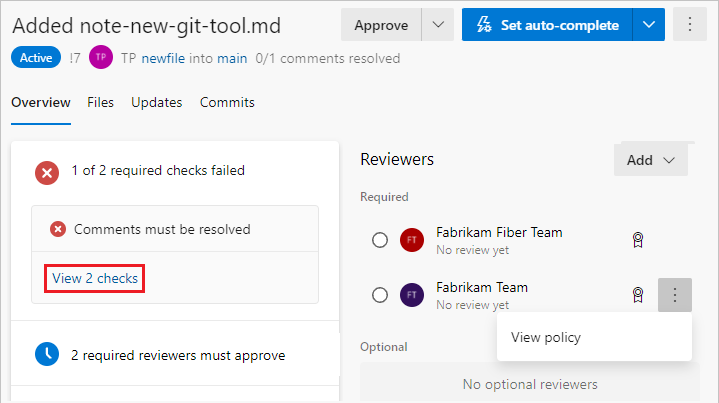 Added note-new-git-tool.md
Approve
Set auto-complete
Active !7 TP TP newfile into main 0/1 comments resolved
Overview Files Updates Commits
1 of 2 required checks failed
Comments must be resolved
View 2 checks
2 required reviewers must approve
Reviewers
Add
Required
FT Fabrikam Fiber Team
No review yet
FT Fabrikam Team
No review yet
View policy
Optional
No optional reviewers